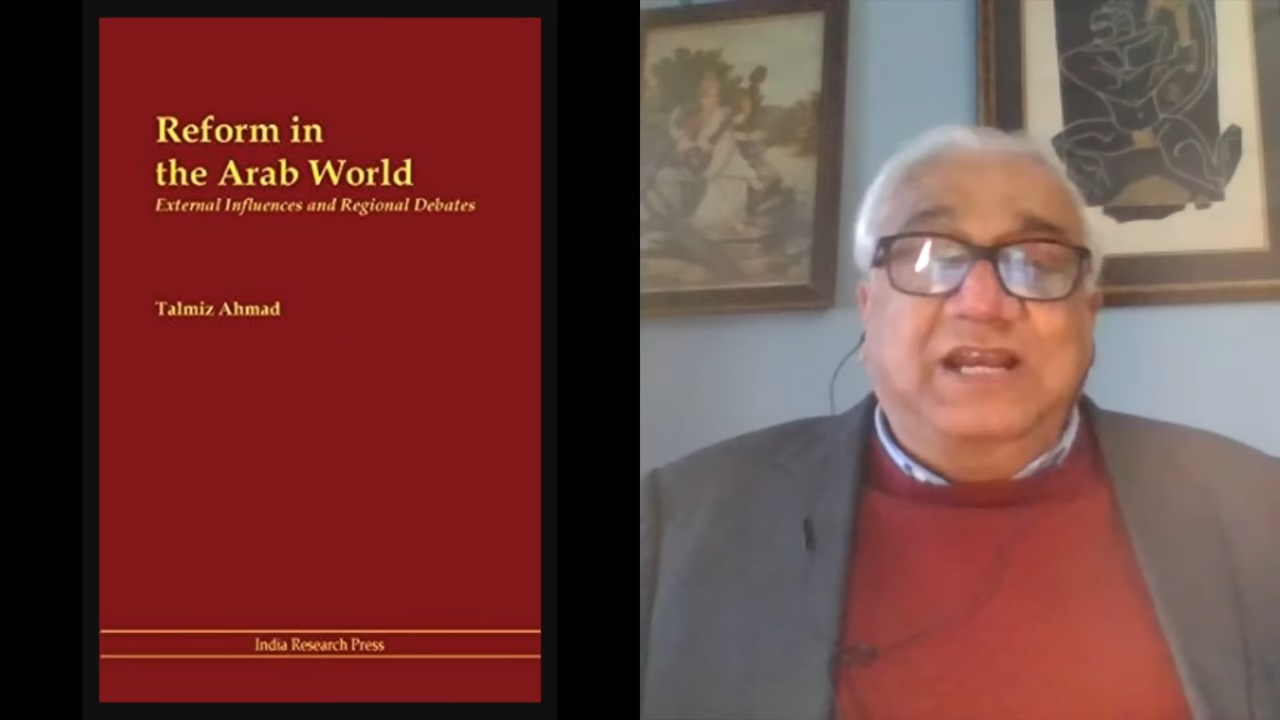 Reform in
the Arab World
External Influences and Regional Debates
Talmiz Ahmad
India Research Press